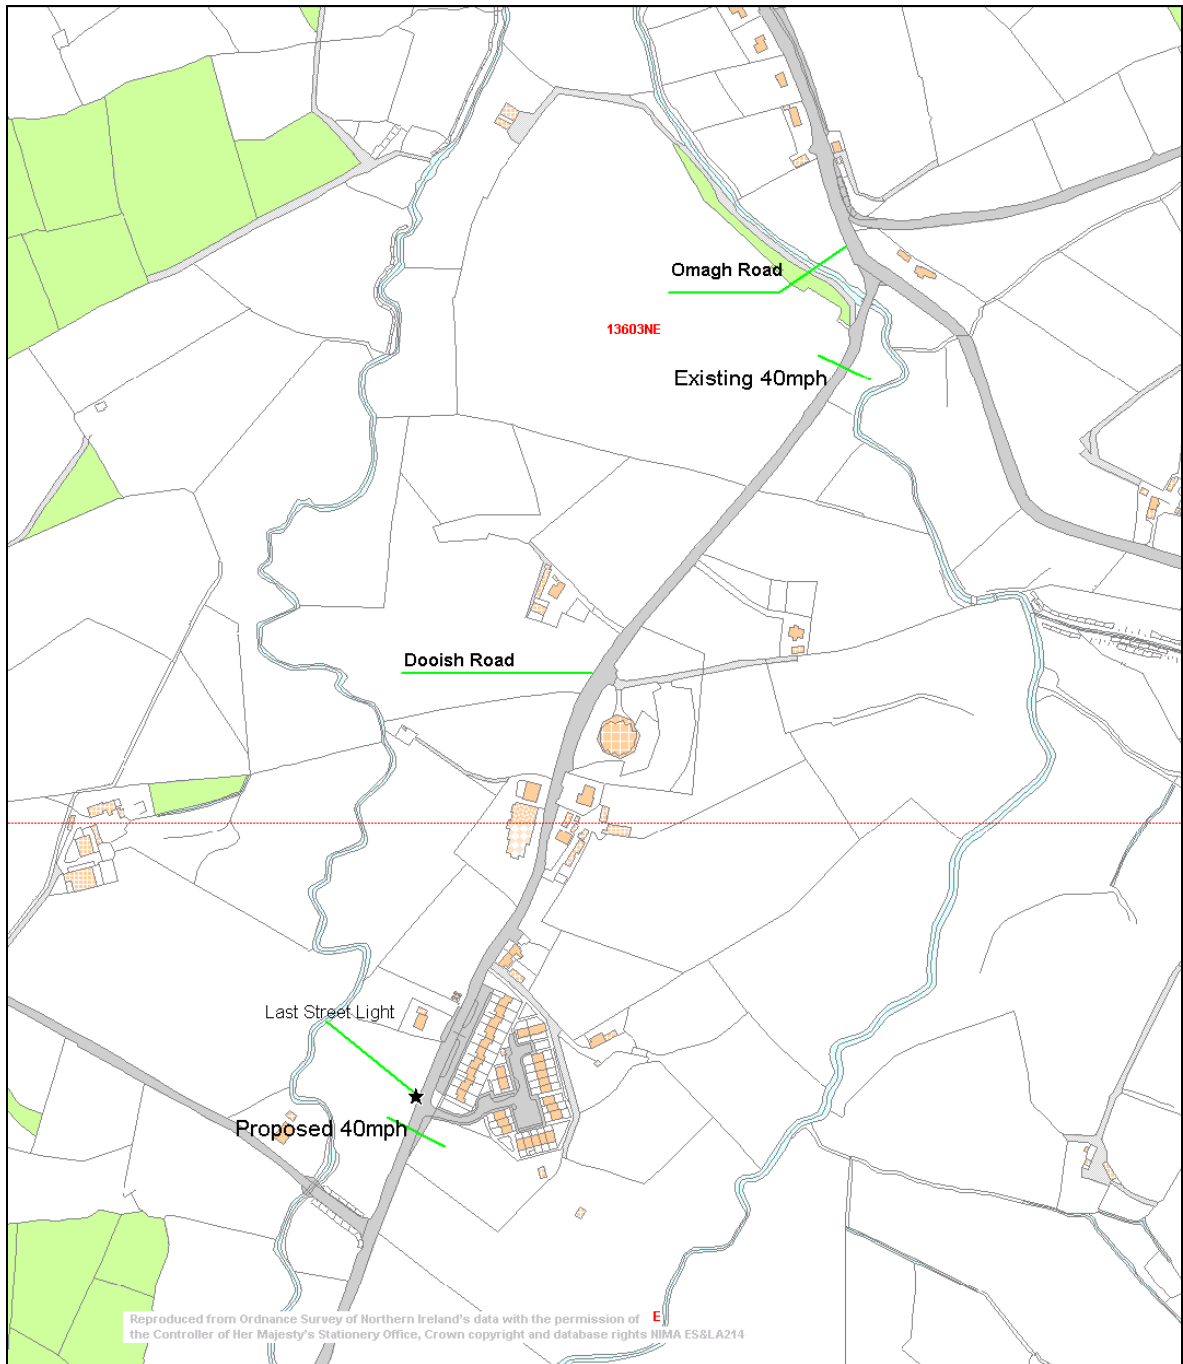 Omagh Road
13603NE
Existing 40mph
Dooish Road
Last Street Light
Proposed 40mph
Reproduced from Ordnance Survey of Northern Ireland's data with the permission of E
the Controller of Her Majesty's Stationery Office, Crown copyright and database rights NIMA ES&LA214